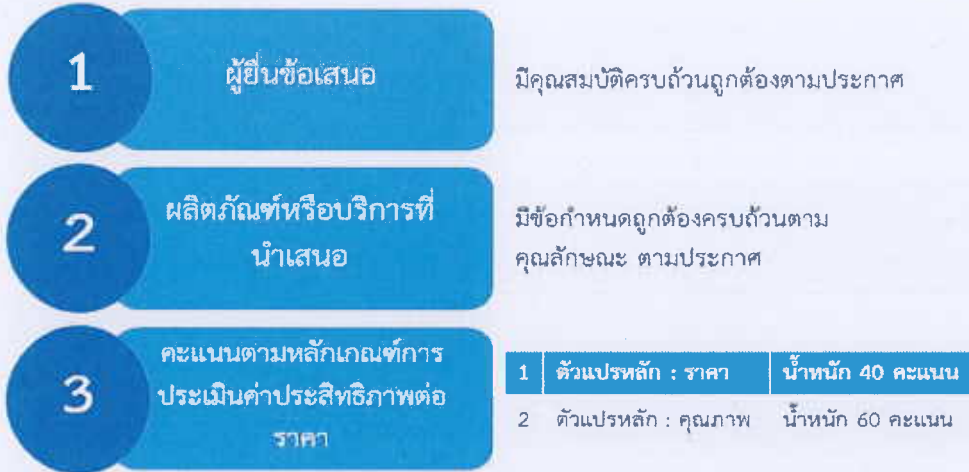 1
ผู้ยื่นข้อเสนอ
มีคุณสมบัติครบถ้วนถูกต้องตามประกาศ
2
ผลิตภัณฑ์หรือบริการที่
นำเสนอ
มีข้อกำหนดถูกต้องครบถ้วนตาม
คุณลักษณะ ตามประกาศ
3
คะแนนตามหลักเกณฑ์การ
ประเมินค่าประสิทธิภาพต่อ
ราคา
1 ตัวแปรหลัก : ราคา น้ำหนัก 40 คะแนน
2 ตัวแปรหลัก : คุณภาพ น้ำหนัก 60 คะแนน